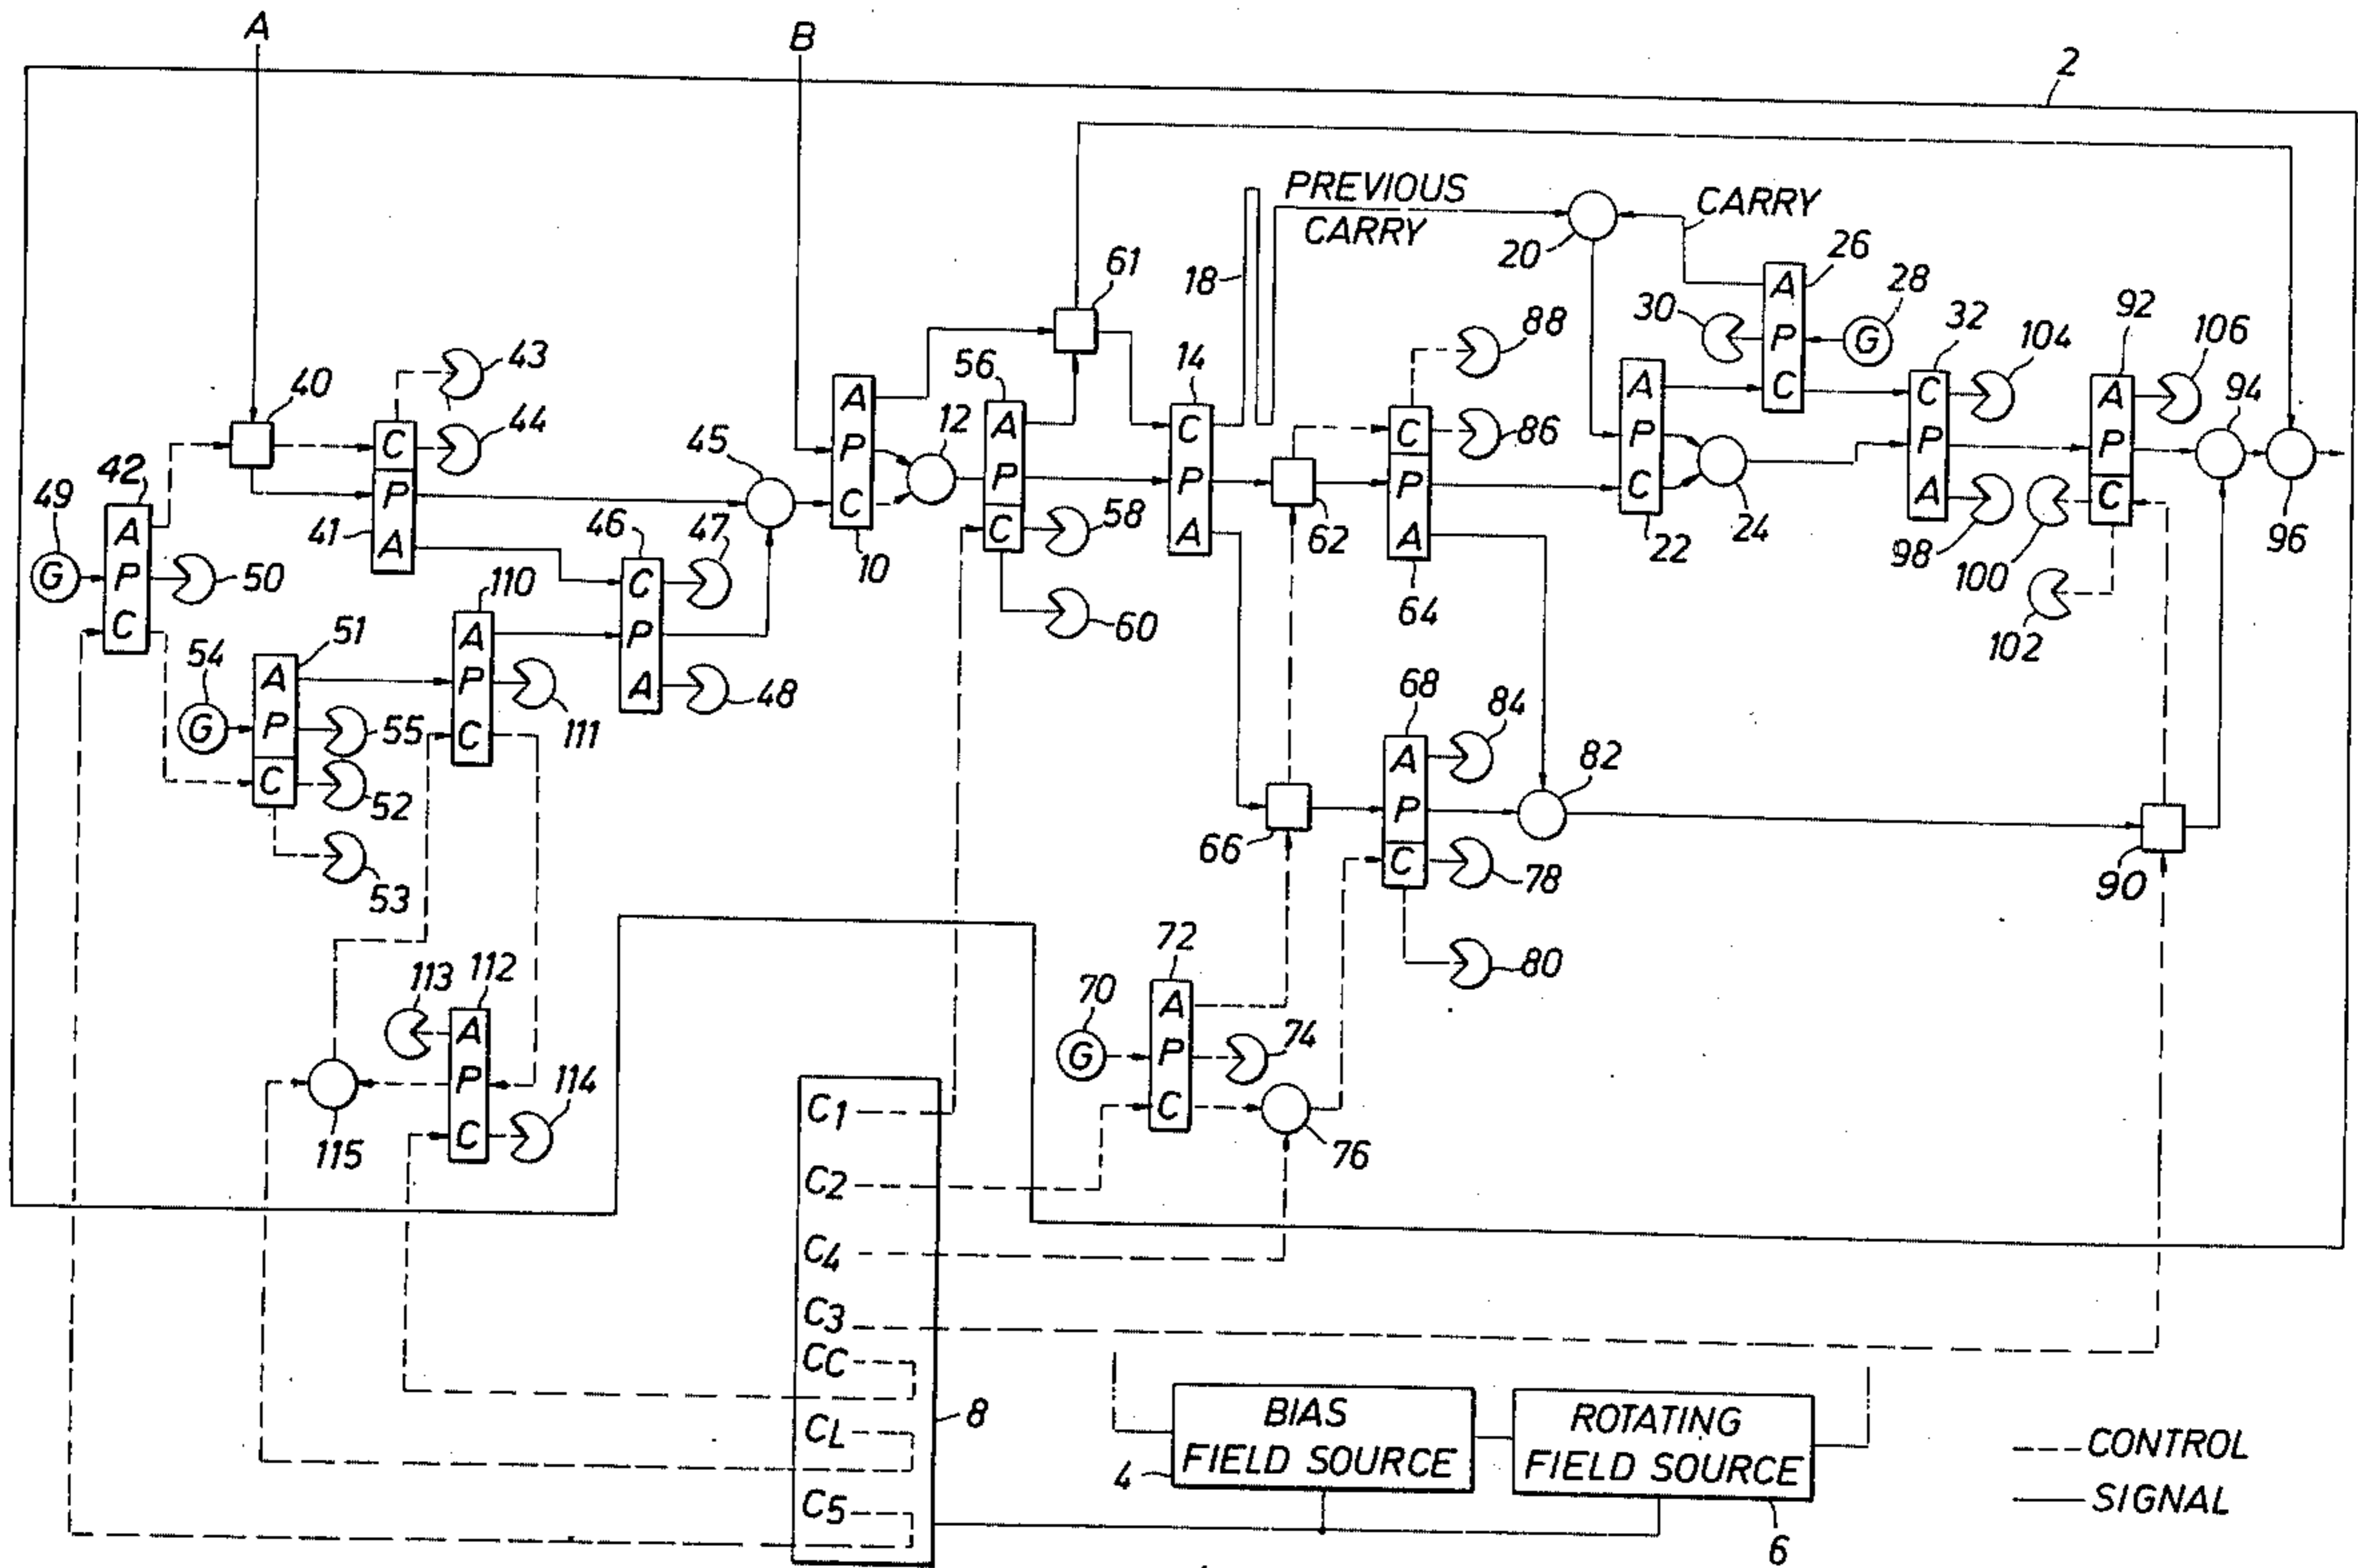 A
B
2
PREVIOUS
CARRY
CARRY
20
26
28
G
30
18
61
88
32
104
92
106
94
96
A
P
C
14
C
P
A
56
A
P
C
12
A
P
C
10
40
43
44
C
P
A
41
42
A
P
C
49
G
50
45
46
C
P
A
47
48
58
60
62
C
P
A
86
64
A
P
C
22
24
C
P
A
98
A
P
C
100
102
54
G
51
A
P
C
55
52
53
110
A
P
C
111
66
68
A
P
C
84
78
80
82
90
113
112
A
P
C
114
115
70
G
72
A
P
C
74
76
C1
C2
C4
C3
CC
CL
C5
8
BIAS
FIELD SOURCE
4
ROTATING
FIELD SOURCE
6
CONTROL
SIGNAL